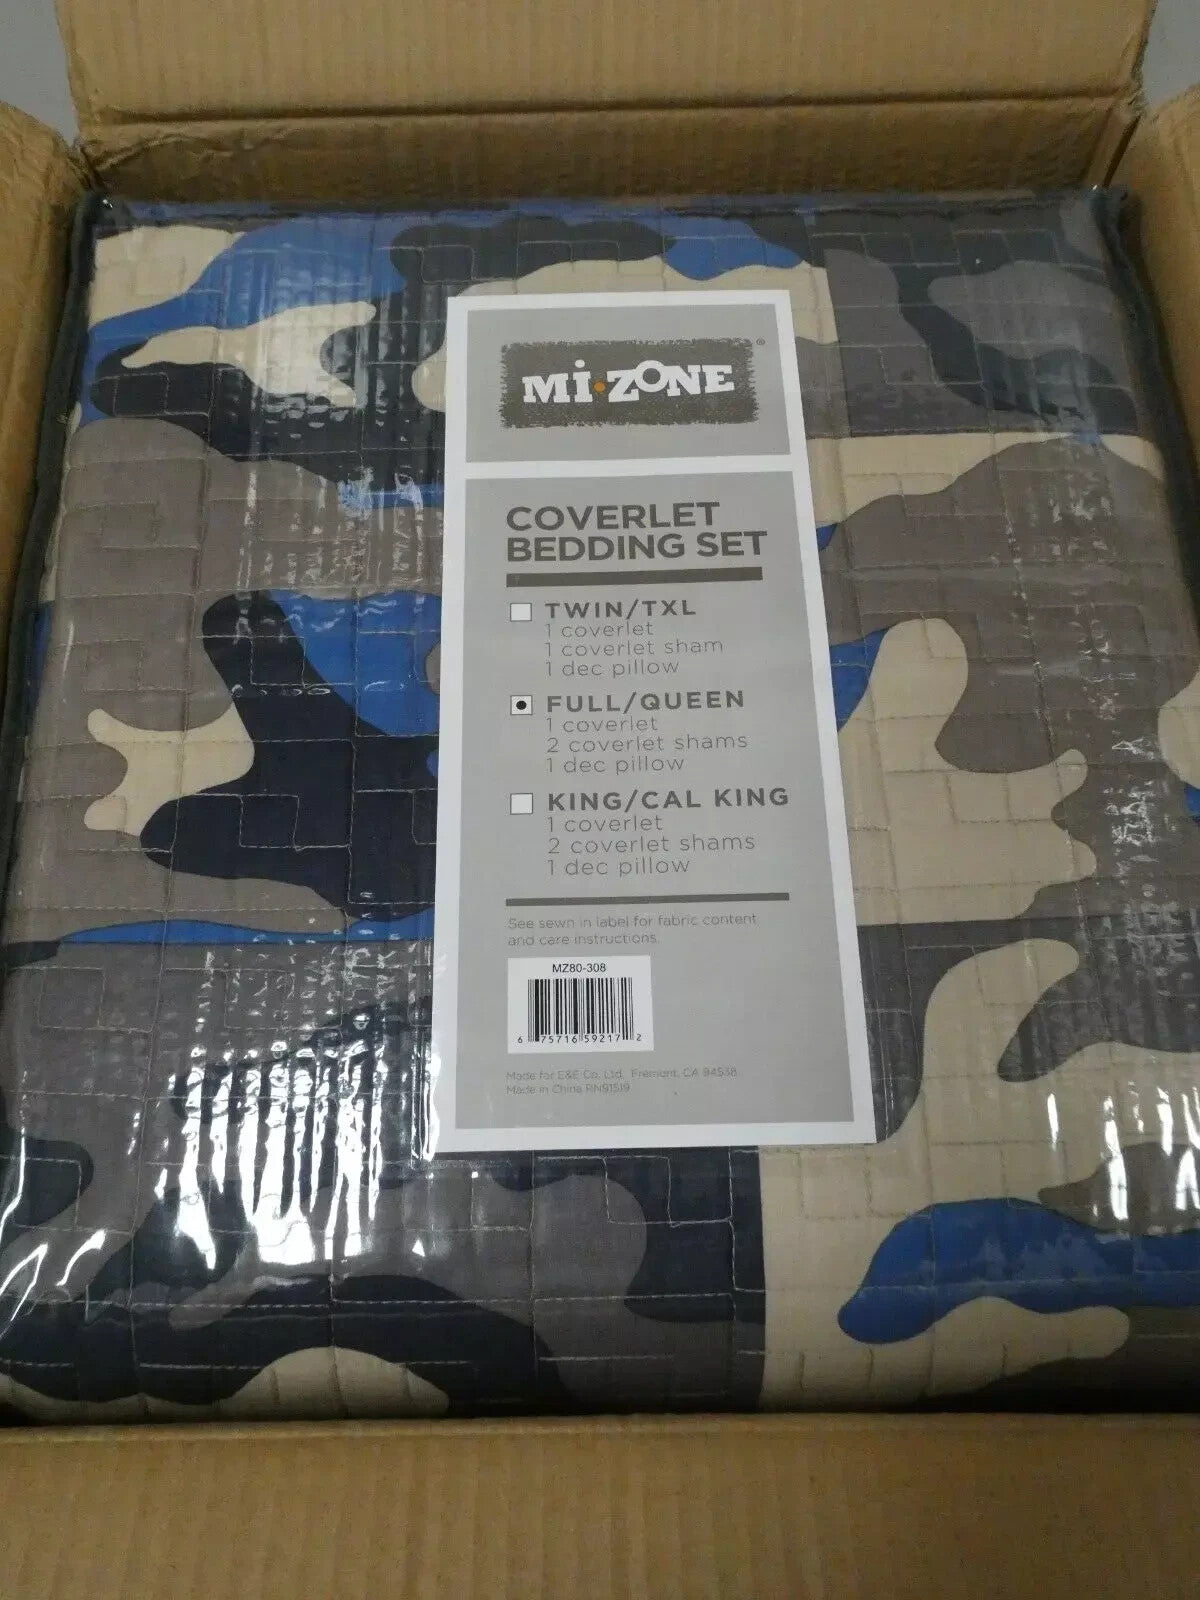 Mi·ZONE ®
COVERLET
BEDDING SET
TWIN/TXL
1 coverlet
1 coverlet sham
1 dec pillow
FULL/QUEEN
1 coverlet
2 coverlet shams
1 dec pillow
KING/CAL KING
1 coverlet
2 coverlet shams
1 dec pillow
See sewn in label for fabric content
and care instructions.
MZ80-308
6 75716 59217 2
Made for E&E Co. Ltd. Fremont, CA 94538
Made in China RN91519